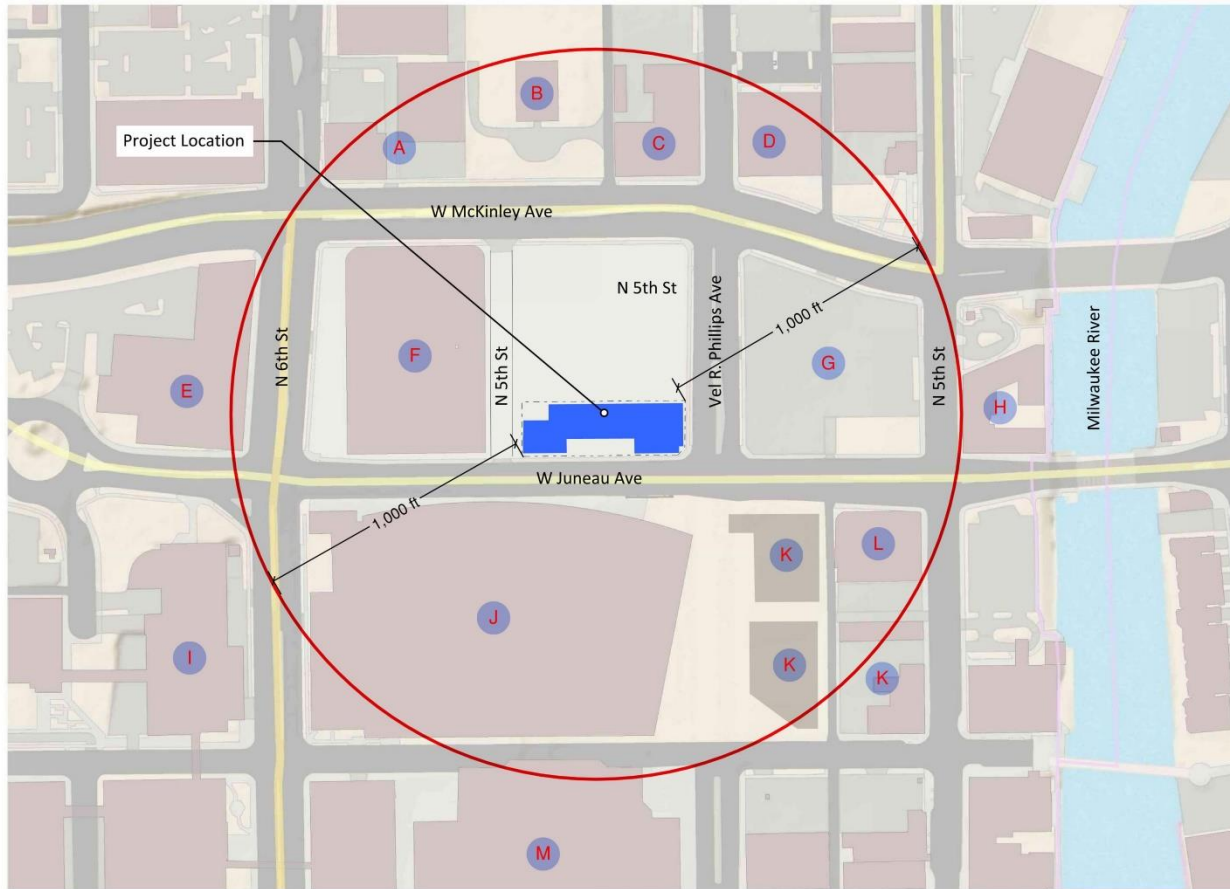 B
Project Location
A
C
D
W McKinley Ave
N 5th St
1,000 ft
N 6th St
F
N 5th St
Vel R. Phillips Ave
G
N 5th St
E
H
Milwaukee River
W Juneau Ave
1,000 ft
K
L
J
I
K
K
M